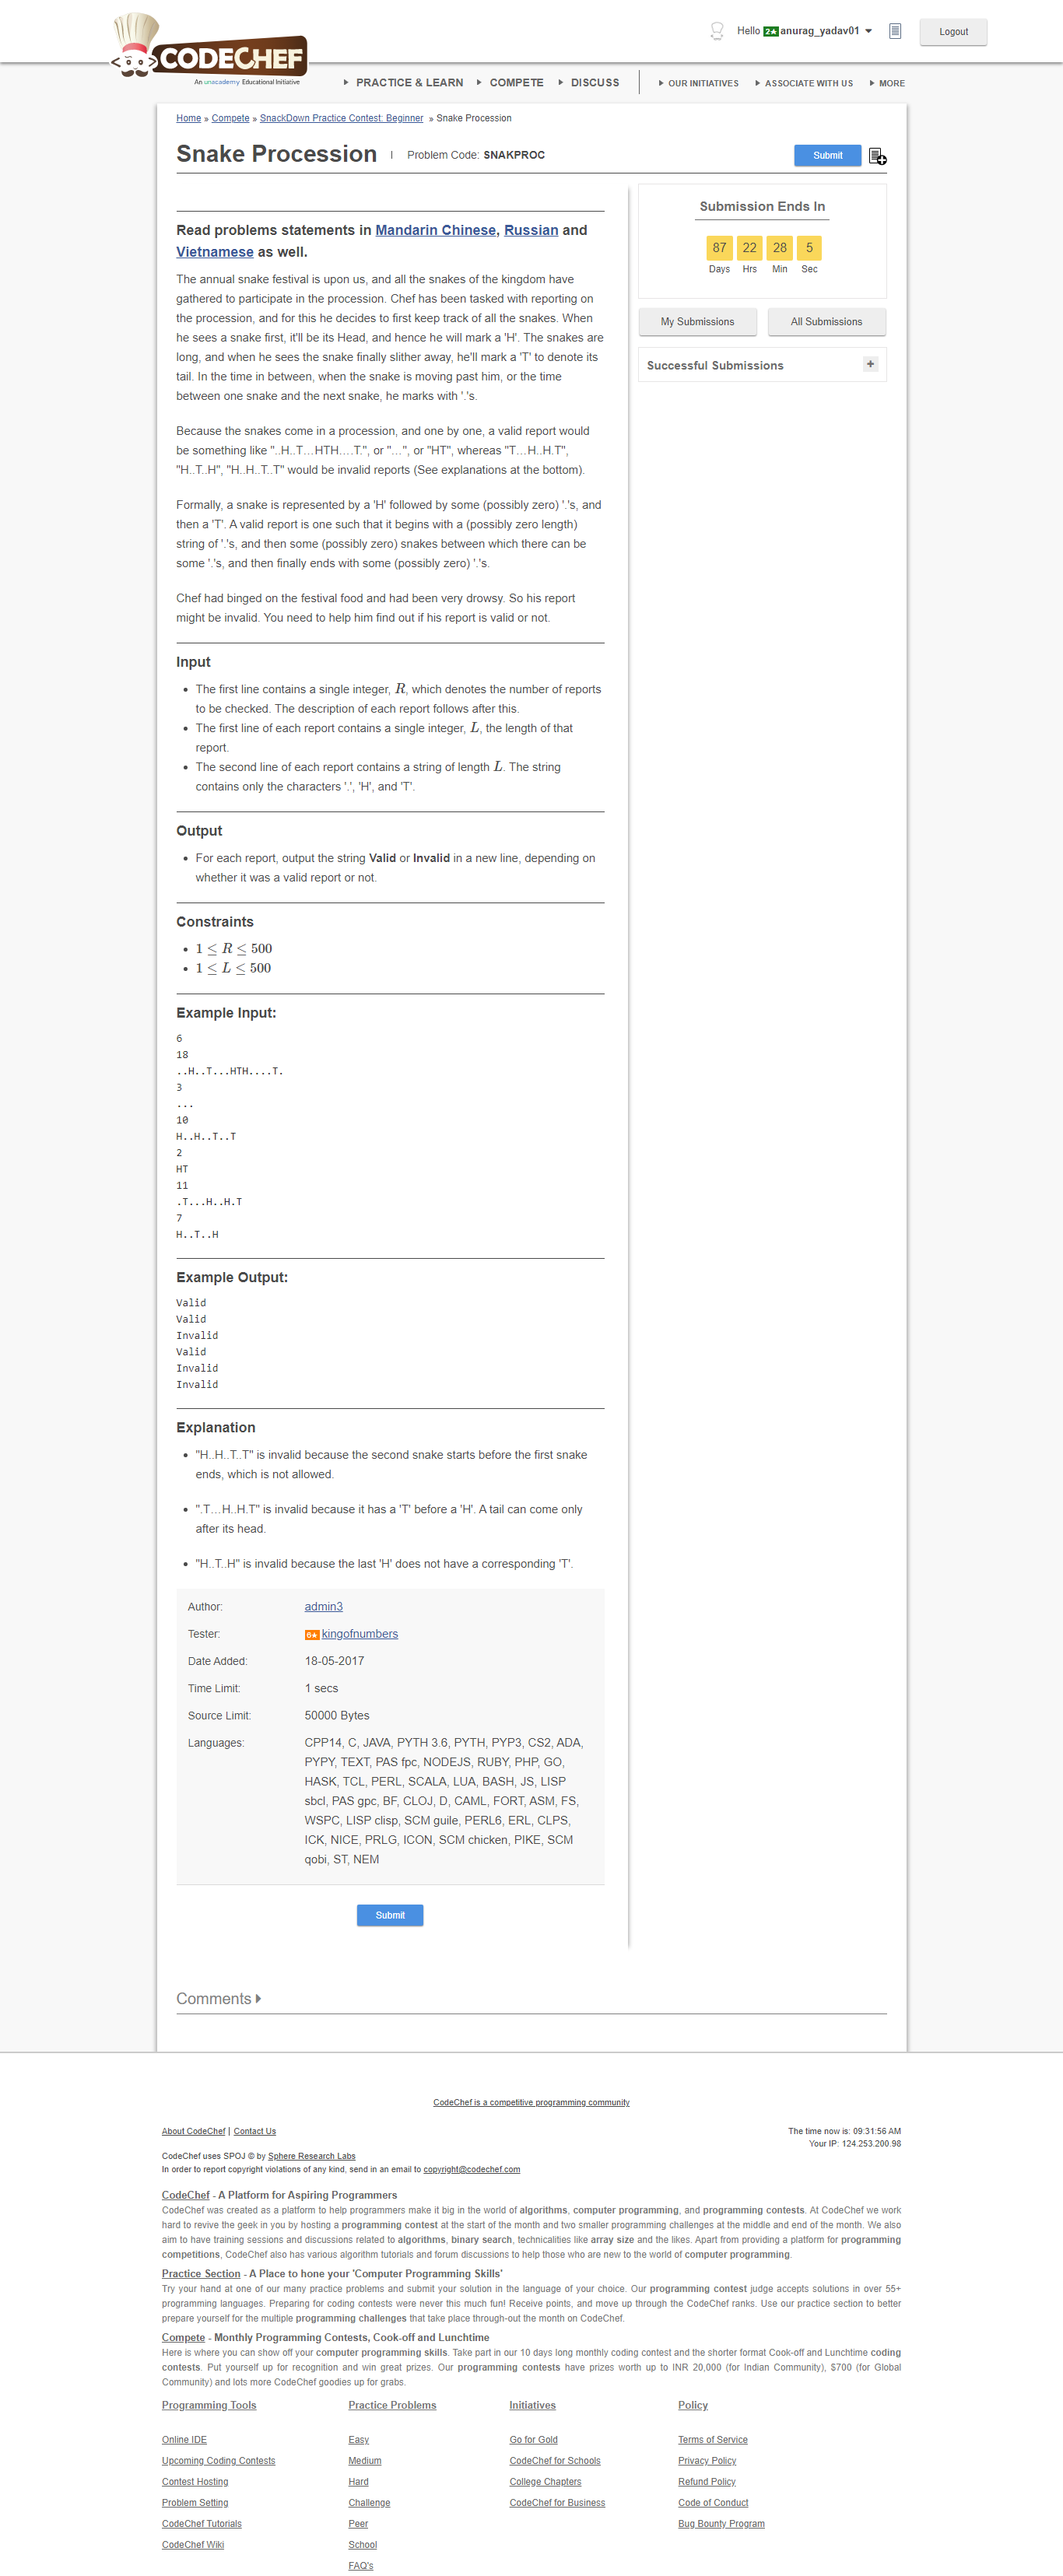 CODECHEF
An unacademy Educational Initiative
Hello 2★ anurag_yadav01
Logout
PRACTICE & LEARN COMPETE DISCUSS OUR INITIATIVES ASSOCIATE WITH US MORE
Home » Compete » SnackDown Practice Contest: Beginner » Snake Procession
Snake Procession | Problem Code: SNAKPROC
Submit
Read problems statements in Mandarin Chinese, Russian and
Vietnamese as well.
The annual snake festival is upon us, and all the snakes of the kingdom have
gathered to participate in the procession. Chef has been tasked with reporting on
the procession, and for this he decides to first keep track of all the snakes. When
he sees a snake first, it'll be its Head, and hence he will mark a 'H'. The snakes are
long, and when he sees the snake finally slither away, he'll mark a 'T' to denote its
tail. In the time in between, when the snake is moving past him, or the time
between one snake and the next snake, he marks with '.'s.
Because the snakes come in a procession, and one by one, a valid report would
be something like "..H..T…HTH….T.", or "…", or "HT", whereas "T…H..H.T",
"H..T..H", "H..H..T..T" would be invalid reports (See explanations at the bottom).
Formally, a snake is represented by a 'H' followed by some (possibly zero) '.'s, and
then a 'T'. A valid report is one such that it begins with a (possibly zero length)
string of '.'s, and then some (possibly zero) snakes between which there can be
some '.'s, and then finally ends with some (possibly zero) '.'s.
Chef had binged on the festival food and had been very drowsy. So his report
might be invalid. You need to help him find out if his report is valid or not.
Input
• The first line contains a single integer, R, which denotes the number of reports
to be checked. The description of each report follows after this.
• The first line of each report contains a single integer, L, the length of that
report.
• The second line of each report contains a string of length L. The string
contains only the characters '.', 'H', and 'T'.
Output
• For each report, output the string Valid or Invalid in a new line, depending on
whether it was a valid report or not.
Constraints
• 1 ≤ R ≤ 500
• 1 ≤ L ≤ 500
Example Input:
6
18
..H..T...HTH....T.
3
...
10
H..H..T..T
2
HT
11
.T...H..H.T
7
H..T..H
Example Output:
Valid
Valid
Invalid
Valid
Invalid
Invalid
Explanation
• "H..H..T..T" is invalid because the second snake starts before the first snake
ends, which is not allowed.
• ".T…H..H.T" is invalid because it has a 'T' before a 'H'. A tail can come only
after its head.
• "H..T..H" is invalid because the last 'H' does not have a corresponding 'T'.
Author: admin3
Tester: 6★ kingofnumbers
Date Added: 18-05-2017
Time Limit: 1 secs
Source Limit: 50000 Bytes
Languages: CPP14, C, JAVA, PYTH 3.6, PYTH, PYP3, CS2, ADA,
PYPY, TEXT, PAS fpc, NODEJS, RUBY, PHP, GO,
HASK, TCL, PERL, SCALA, LUA, BASH, JS, LISP
sbcl, PAS gpc, BF, CLOJ, D, CAML, FORT, ASM, FS,
WSPC, LISP clisp, SCM guile, PERL6, ERL, CLPS,
ICK, NICE, PRLG, ICON, SCM chicken, PIKE, SCM
qobi, ST, NEM
Submit
Submission Ends In
87 22 28 5
Days Hrs Min Sec
My Submissions All Submissions
Successful Submissions +
Comments
CodeChef is a competitive programming community
About CodeChef | Contact Us
The time now is: 09:31:56 AM
Your IP: 124.253.200.98
CodeChef uses SPOJ © by Sphere Research Labs
In order to report copyright violations of any kind, send in an email to copyright@codechef.com
CodeChef - A Platform for Aspiring Programmers
CodeChef was created as a platform to help programmers make it big in the world of algorithms, computer programming, and programming contests. At CodeChef we work
hard to revive the geek in you by hosting a programming contest at the start of the month and two smaller programming challenges at the middle and end of the month. We also
aim to have training sessions and discussions related to algorithms, binary search, technicalities like array size and the likes. Apart from providing a platform for programming
competitions, CodeChef also has various algorithm tutorials and forum discussions to help those who are new to the world of computer programming.
Practice Section - A Place to hone your 'Computer Programming Skills'
Try your hand at one of our many practice problems and submit your solution in the language of your choice. Our programming contest judge accepts solutions in over 55+
programming languages. Preparing for coding contests were never this much fun! Receive points, and move up through the CodeChef ranks. Use our practice section to better
prepare yourself for the multiple programming challenges that take place through-out the month on CodeChef.
Compete - Monthly Programming Contests, Cook-off and Lunchtime
Here is where you can show off your computer programming skills. Take part in our 10 days long monthly coding contest and the shorter format Cook-off and Lunchtime coding
contests. Put yourself up for recognition and win great prizes. Our programming contests have prizes worth up to INR 20,000 (for Indian Community), $700 (for Global
Community) and lots more CodeChef goodies up for grabs.
Programming Tools Practice Problems Initiatives Policy
Online IDE Easy Go for Gold Terms of Service
Upcoming Coding Contests Medium CodeChef for Schools Privacy Policy
Contest Hosting Hard College Chapters Refund Policy
Problem Setting Challenge CodeChef for Business Code of Conduct
CodeChef Tutorials Peer Bug Bounty Program
CodeChef Wiki School
FAQ's